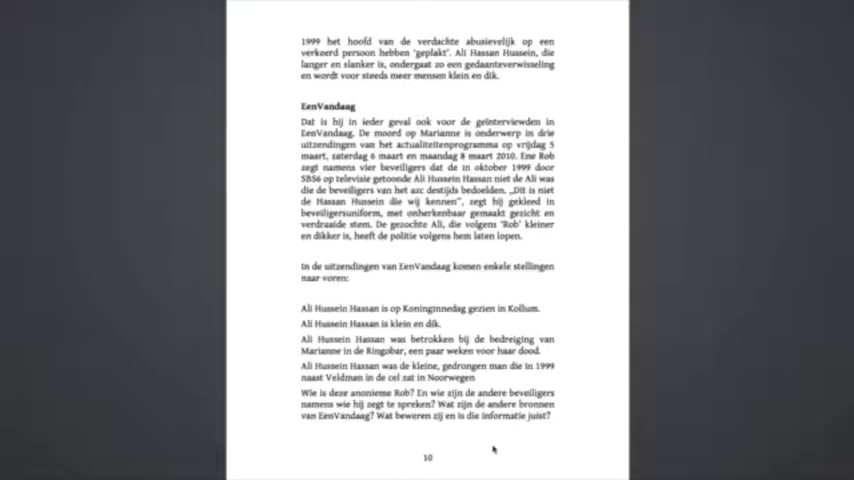 1999 het hoofd van de verdachte abusievelijk op een
verkeerd persoon hebben 'geplakt'. Ali Hassan Hussein, die
langer en slanker is, ondergaat zo een gedaanteverwisseling
en wordt voor steeds meer mensen klein en dik.
EenVandaag
Dat is hij in ieder geval ook voor de geïnterviewden in
EenVandaag. De moord op Marianne is onderwerp in drie
uitzendingen van het actualiteitenprogramma op vrijdag 5
maart, zaterdag 6 maart en maandag 8 maart 2010. Ene Rob
zegt namens vier beveiligers dat de in oktober 1999 door
SBS6 op televisie getoonde Ali Hussein Hassan niet de Ali was
die de beveiligers van het azc destijds bedoelden. „Dit is niet
de Hassan Hussein die wij kennen", zegt hij gekleed in
beveiligersuniform, met onherkenbaar gemaakt gezicht en
verdraaide stem. De gezochte Ali, die volgens 'Rob' kleiner
en dikker is, heeft de politie volgens hem laten lopen.
In de uitzendingen van EenVandaag komen enkele stellingen
naar voren:
Ali Hussein Hassan is op Koninginnedag gezien in Kollum.
Ali Hussein Hassan is klein en dik.
Ali Hussein Hassan was betrokken bij de bedreiging van
Marianne in de Ringobar, een paar weken voor haar dood.
Ali Hussein Hassan was de kleine, gedrongen man die in 1999
naast Veldman in de cel zat in Noorwegen
Wie is deze anonieme Rob? En wie zijn de andere beveiligers
namens wie hij zegt te spreken? Wat zijn de andere bronnen
van EenVandaag? Wat beweren zij en is die informatie juist?
10